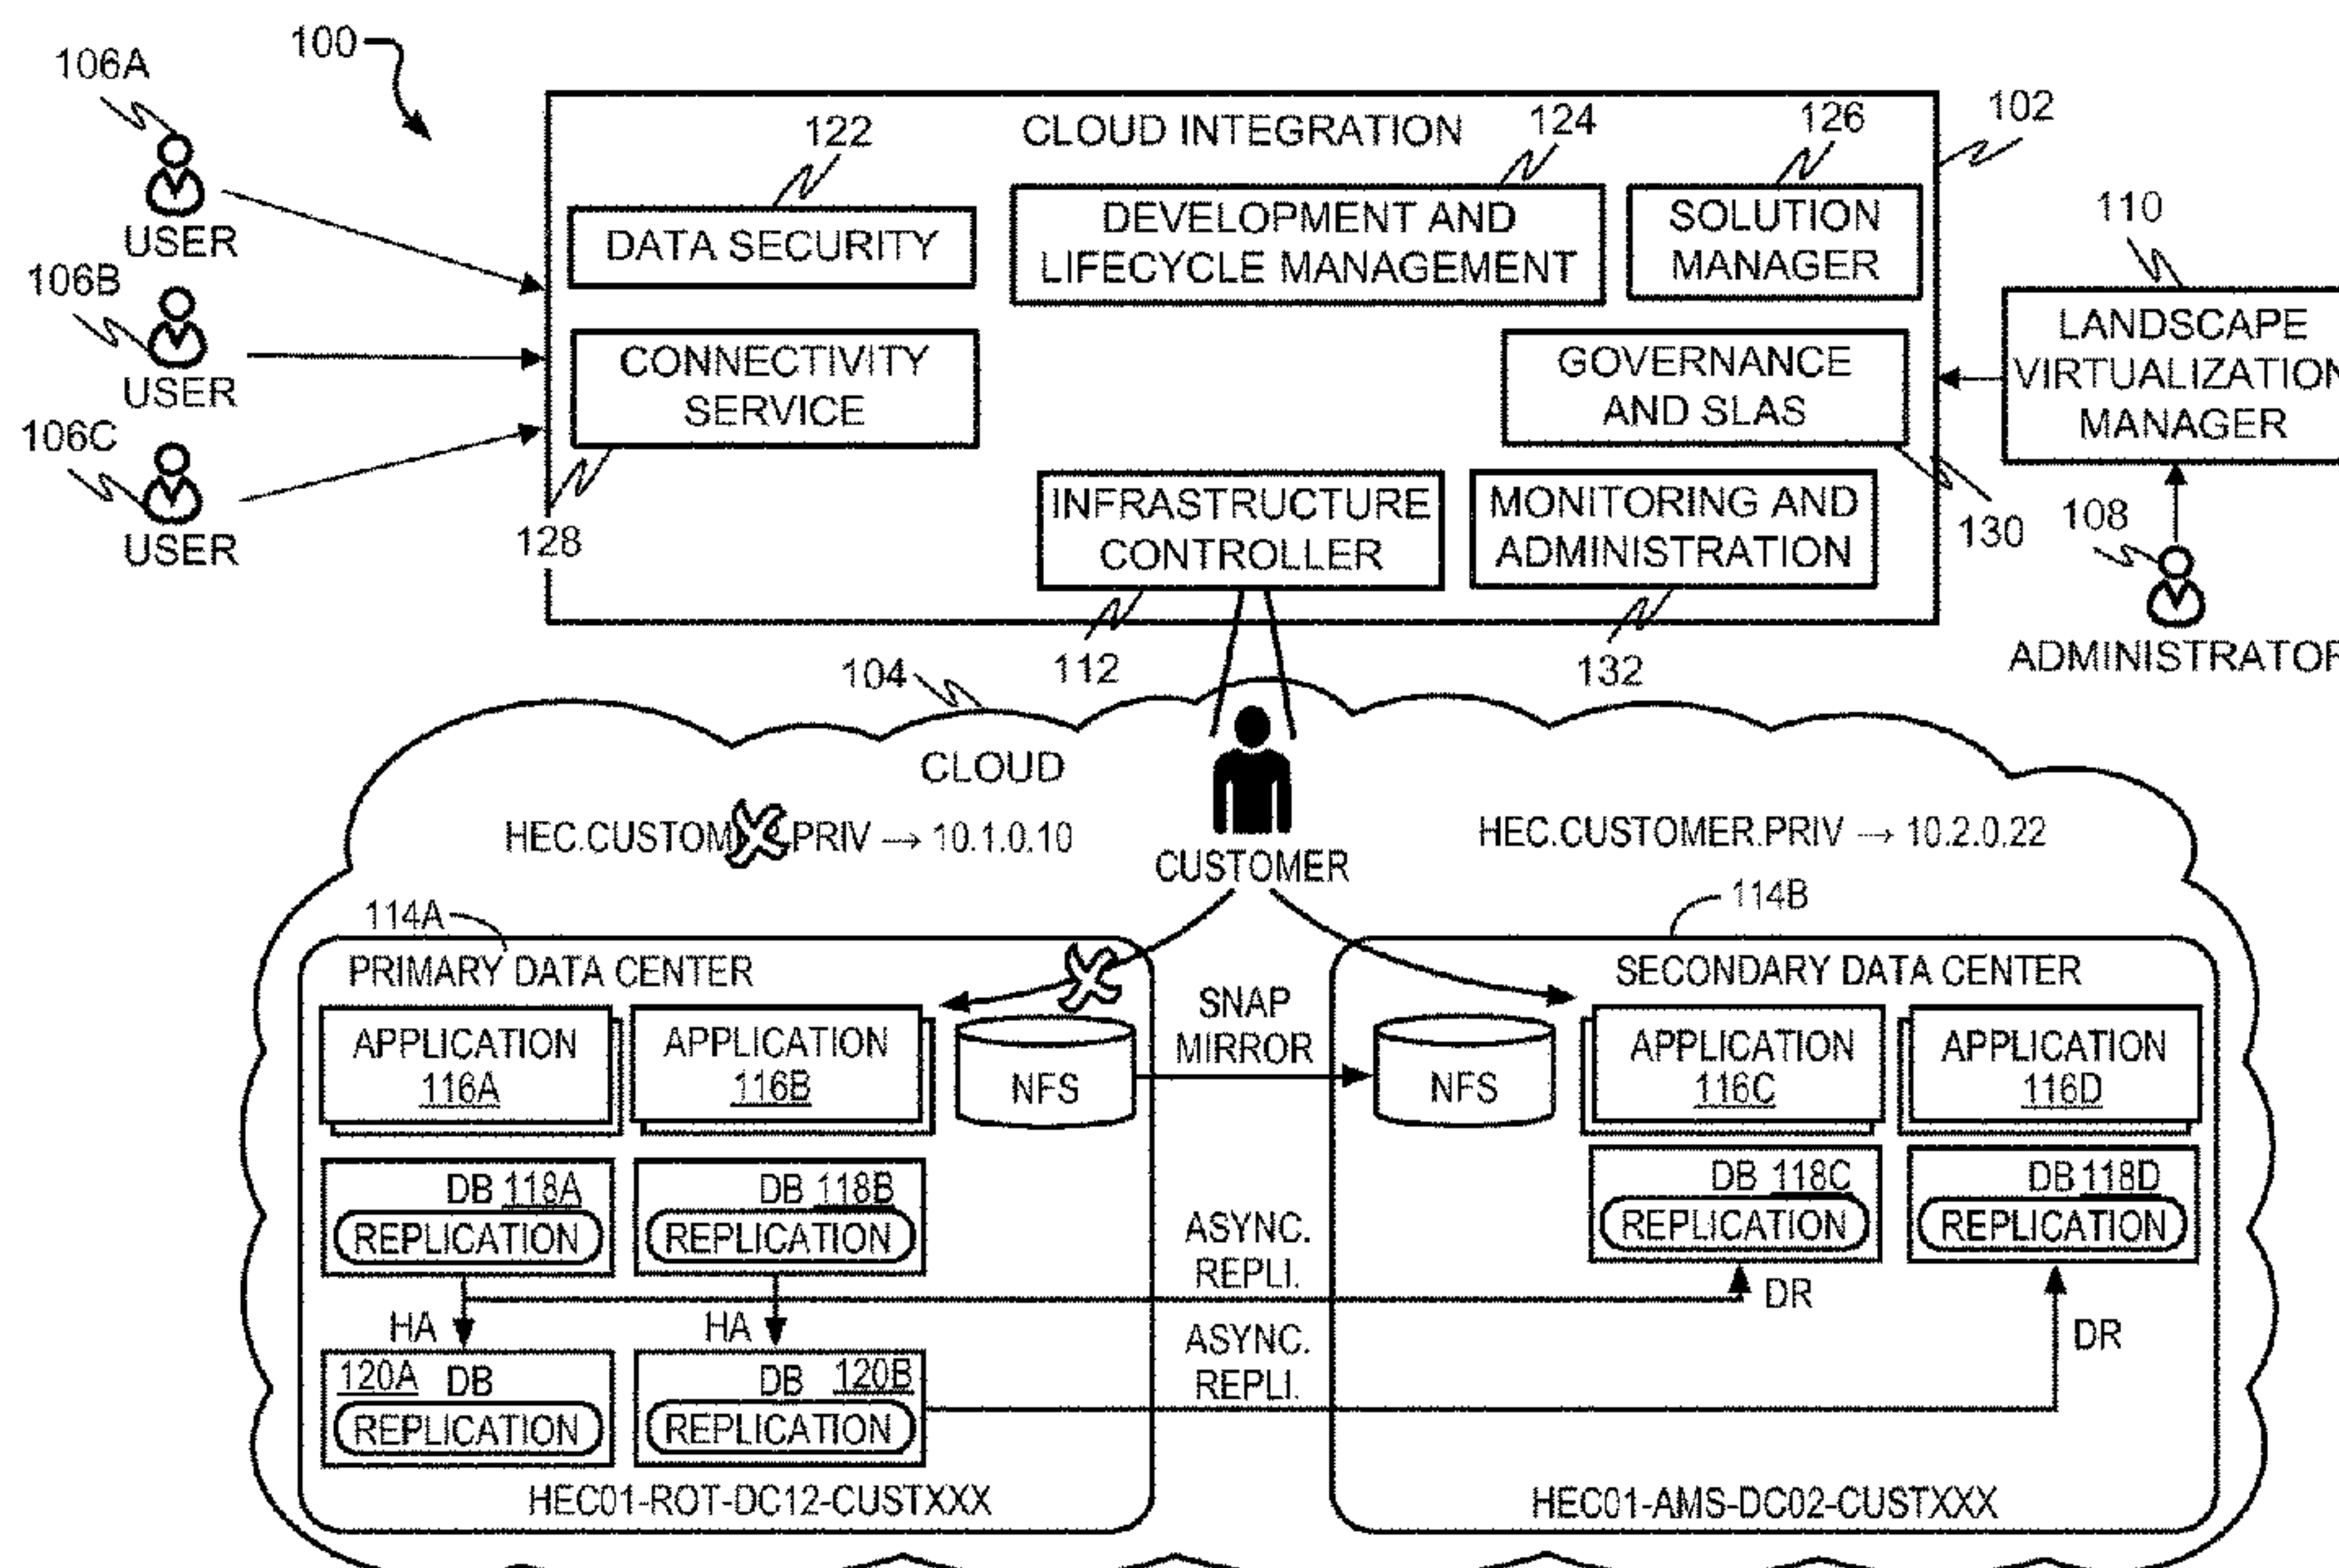 100
106A
USER
106B
USER
106C
USER
CLOUD INTEGRATION
102
122
DATA SECURITY
124
DEVELOPMENT AND
LIFECYCLE MANAGEMENT
126
SOLUTION
MANAGER
CONNECTIVITY
SERVICE
128
GOVERNANCE
AND SLAS
130
INFRASTRUCTURE
CONTROLLER
112
MONITORING AND
ADMINISTRATION
132
110
LANDSCAPE
VIRTUALIZATION
MANAGER
108
ADMINISTRATOR
104
CLOUD
HEC.CUSTOM PRIV → 10.1.0.10
CUSTOMER
HEC.CUSTOMER.PRIV → 10.2.0.22
114A
PRIMARY DATA CENTER
APPLICATION
116A
APPLICATION
116B
NFS
DB 118A
REPLICATION
DB 118B
REPLICATION
HA
HA
120A DB
REPLICATION
DB 120B
REPLICATION
HEC01-ROT-DC12-CUSTXXX
SNAP
MIRROR
ASYNC.
REPLI.
ASYNC.
REPLI.
114B
SECONDARY DATA CENTER
NFS
APPLICATION
116C
APPLICATION
116D
DB 118C
REPLICATION
DB 118D
REPLICATION
DR
DR
HEC01-AMS-DC02-CUSTXXX